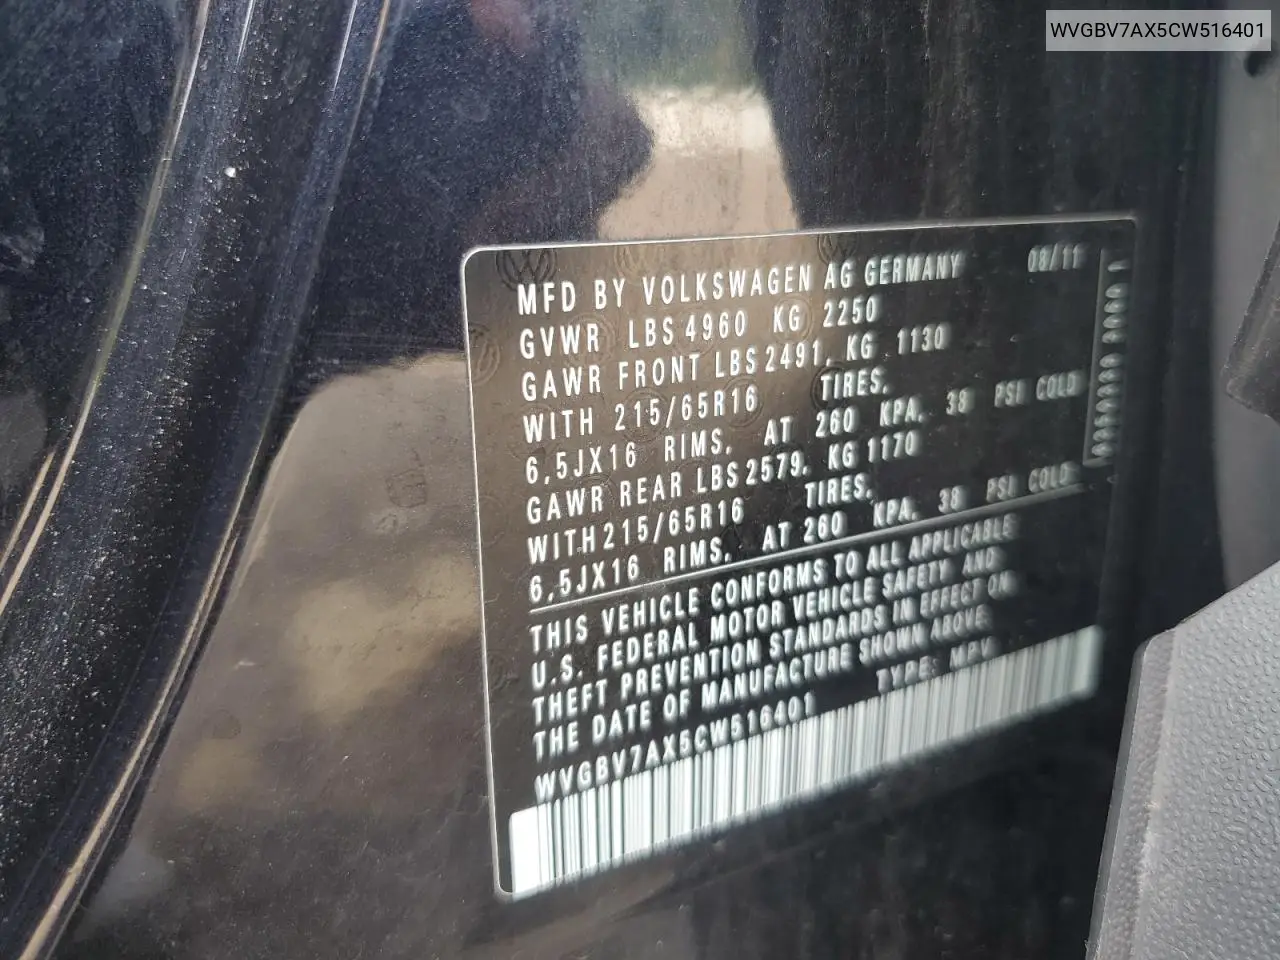 WVGBV7AX5CW516401
MFD BY VOLKSWAGEN AG GERMANY 08/11
GVWR LBS 4960 KG 2250
GAWR FRONT LBS 2491, KG 1130
WITH 215/65R16 TIRES,
6,5JX16 RIMS, AT 260 KPA, 38 PSI COLD
GAWR REAR LBS 2579, KG 1170
WITH 215/65R16 TIRES,
6,5JX16 RIMS, AT 260 KPA, 38 PSI COLD
THIS VEHICLE CONFORMS TO ALL APPLICABLE
U.S. FEDERAL MOTOR VEHICLE SAFETY AND
THEFT PREVENTION STANDARDS IN EFFECT ON
THE DATE OF MANUFACTURE SHOWN ABOVE.
WVGBV7AX5CW516401 TYPE: MPV